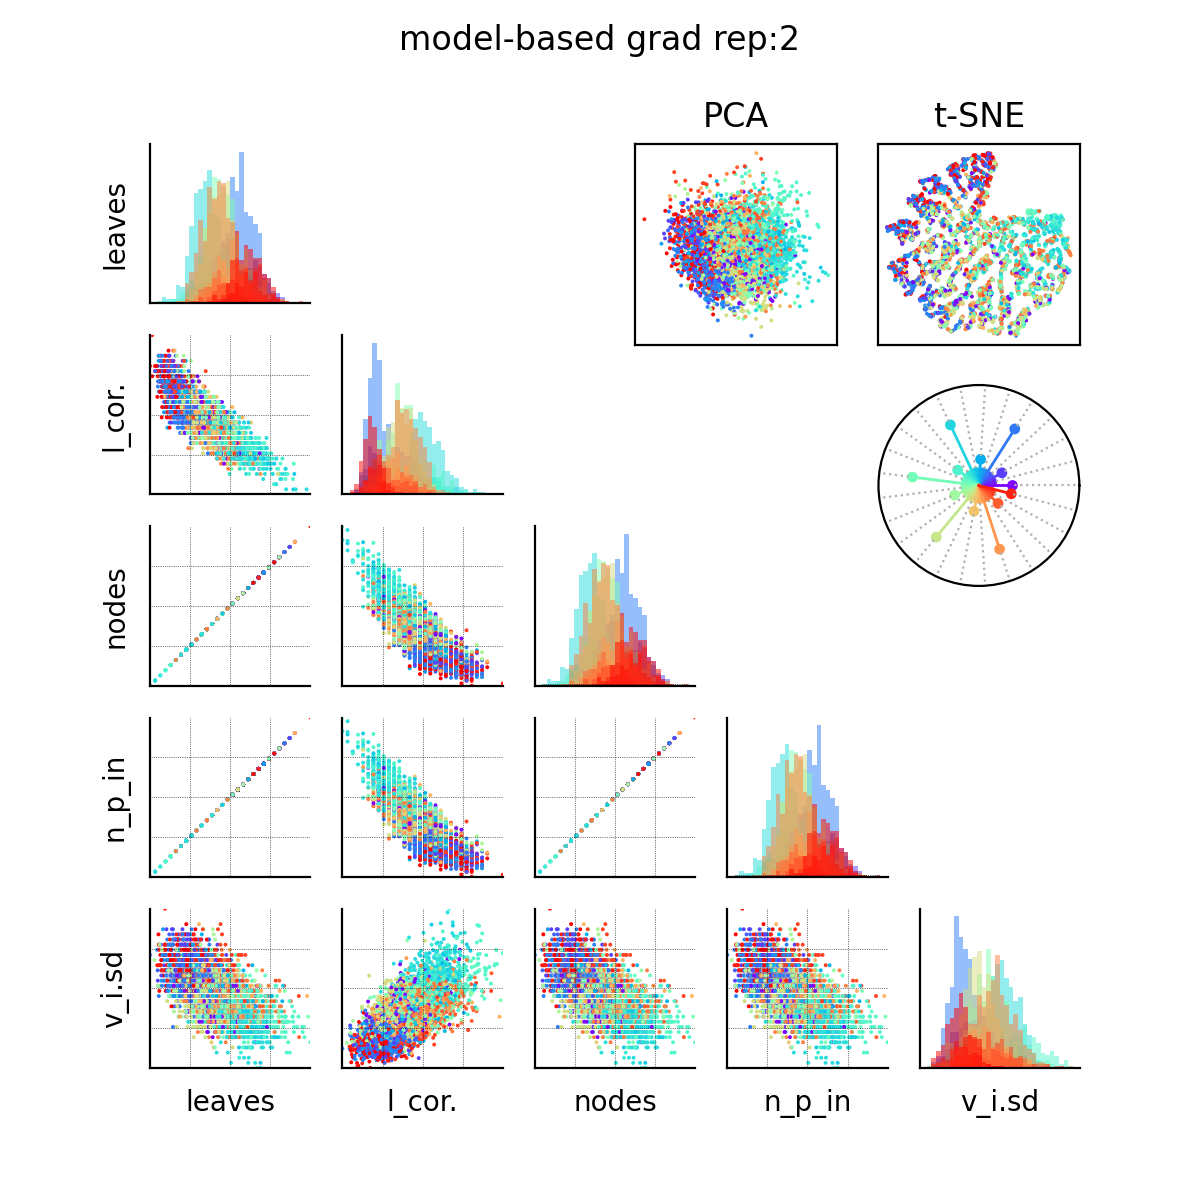 model-based grad rep:2
PCA
t-SNE
leaves
l_cor.
nodes
n_p_in
v_i.sd
leaves
l_cor.
nodes
n_p_in
v_i.sd